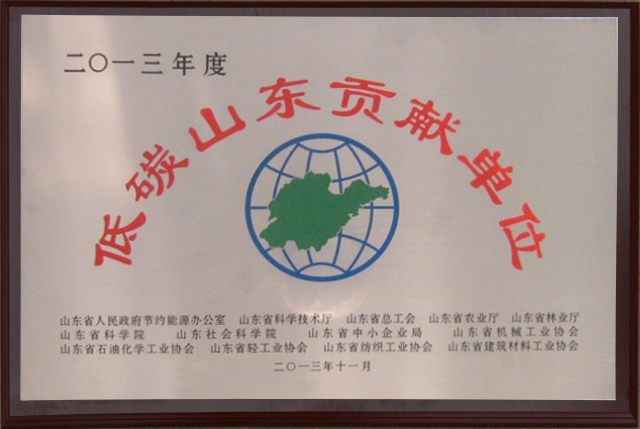 二〇一三年度
低碳山东贡献单位
山东省人民政府节约能源办公室 山东省科学技术厅 山东省总工会 山东省农业厅 山东省林业厅
山东省科学院 山东社会科学院 山东省中小企业局 山东省机械工业协会
山东省石油化学工业协会 山东省轻工业协会 山东省纺织工业协会 山东省建筑材料工业协会
二〇一三年十一月